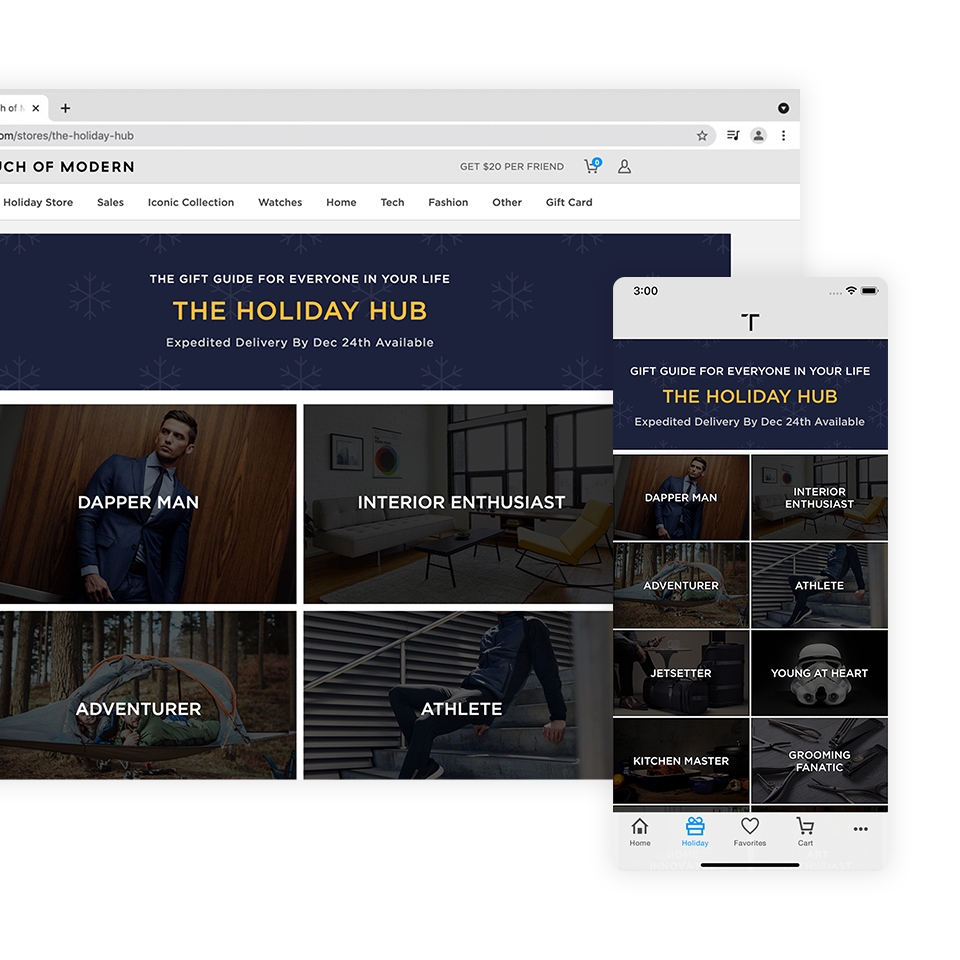 h of M
om/stores/the-holiday-hub
UCH OF MODERN
GET $20 PER FRIEND
0
Holiday Store Sales Iconic Collection Watches Home Tech Fashion Other Gift Card
THE GIFT GUIDE FOR EVERYONE IN YOUR LIFE
THE HOLIDAY HUB
Expedited Delivery By Dec 24th Available
DAPPER MAN
INTERIOR ENTHUSIAST
ADVENTURER
ATHLETE
3:00
GIFT GUIDE FOR EVERYONE IN YOUR LIFE
THE HOLIDAY HUB
Expedited Delivery By Dec 24th Available
DAPPER MAN
INTERIOR
ENTHUSIAST
ADVENTURER
ATHLETE
JETSETTER
YOUNG AT HEART
KITCHEN MASTER
GROOMING
FANATIC
Home Holiday Favorites Cart